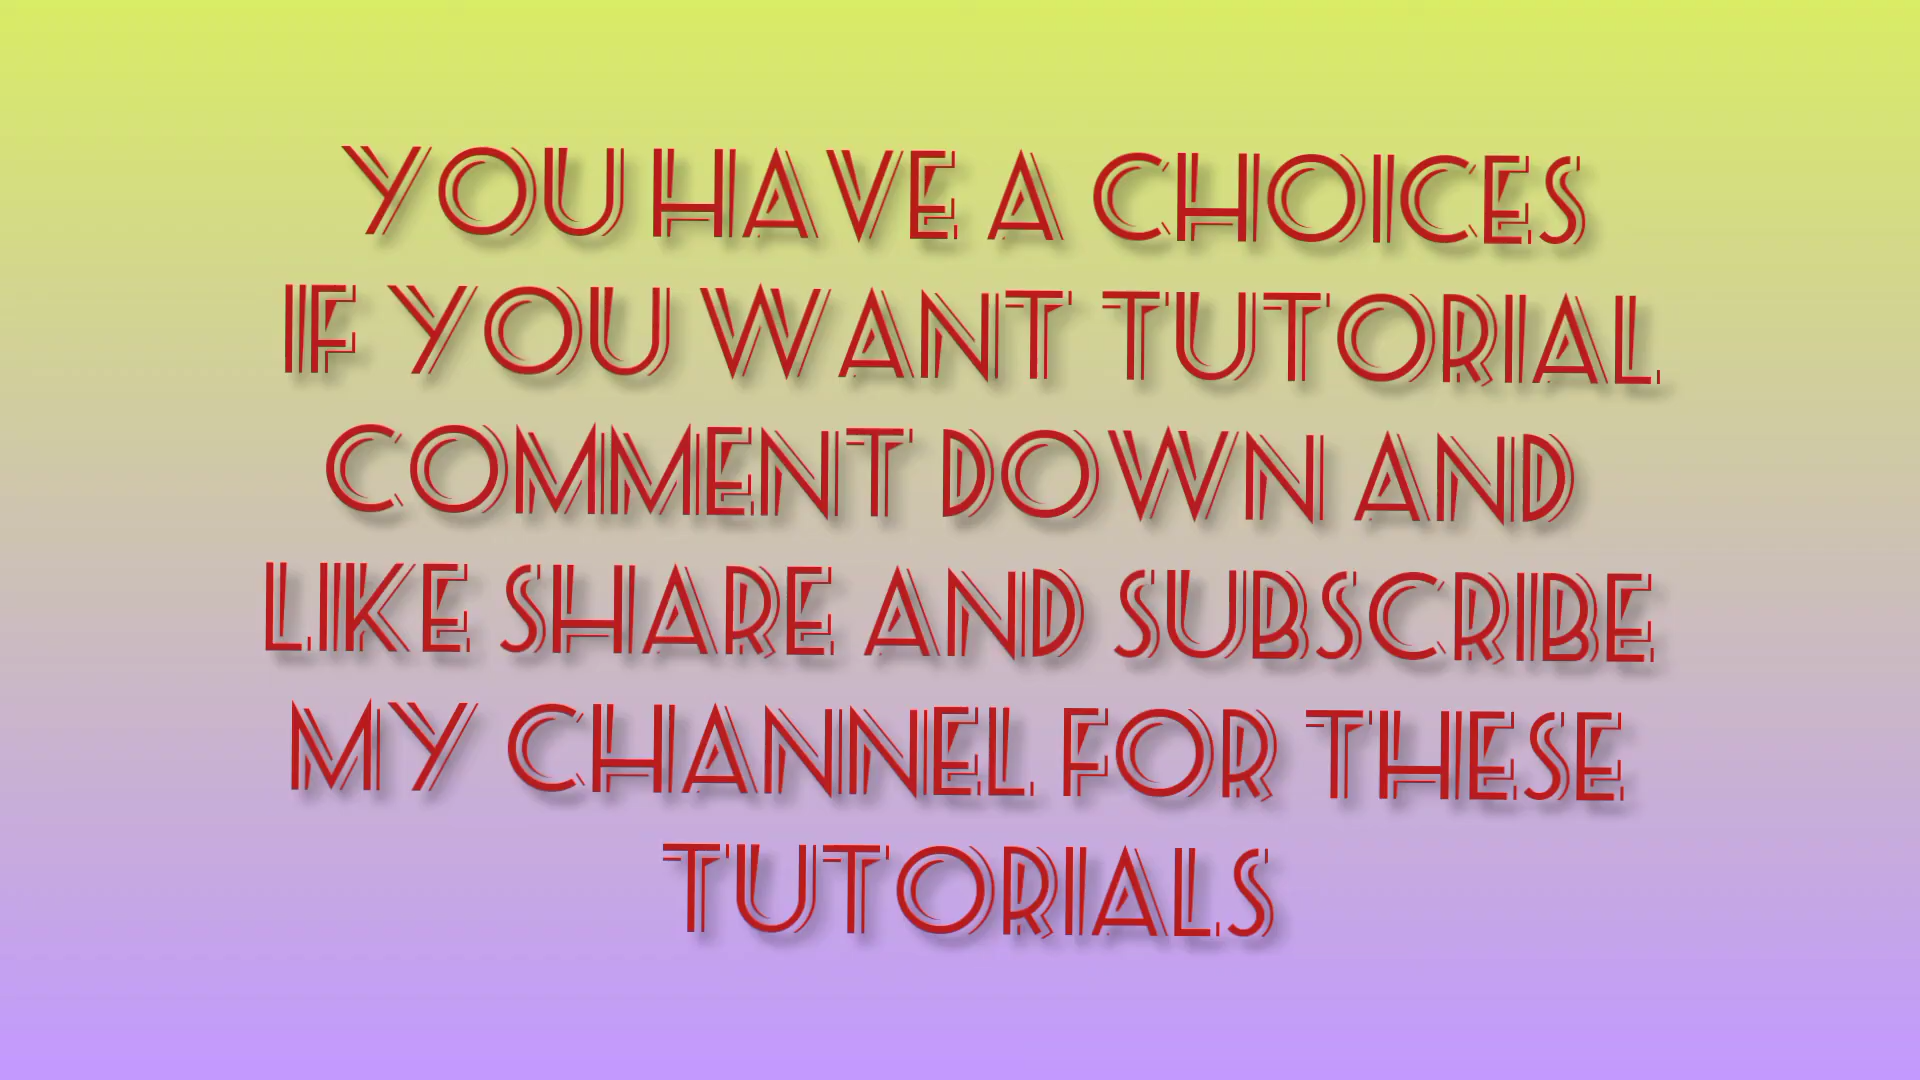 YOU HAVE A CHOICES
IF YOU WANT TUTORIAL
COMMENT DOWN AND
LIKE SHARE AND SUBSCRIBE
MY CHANNEL FOR THESE
TUTORIALS